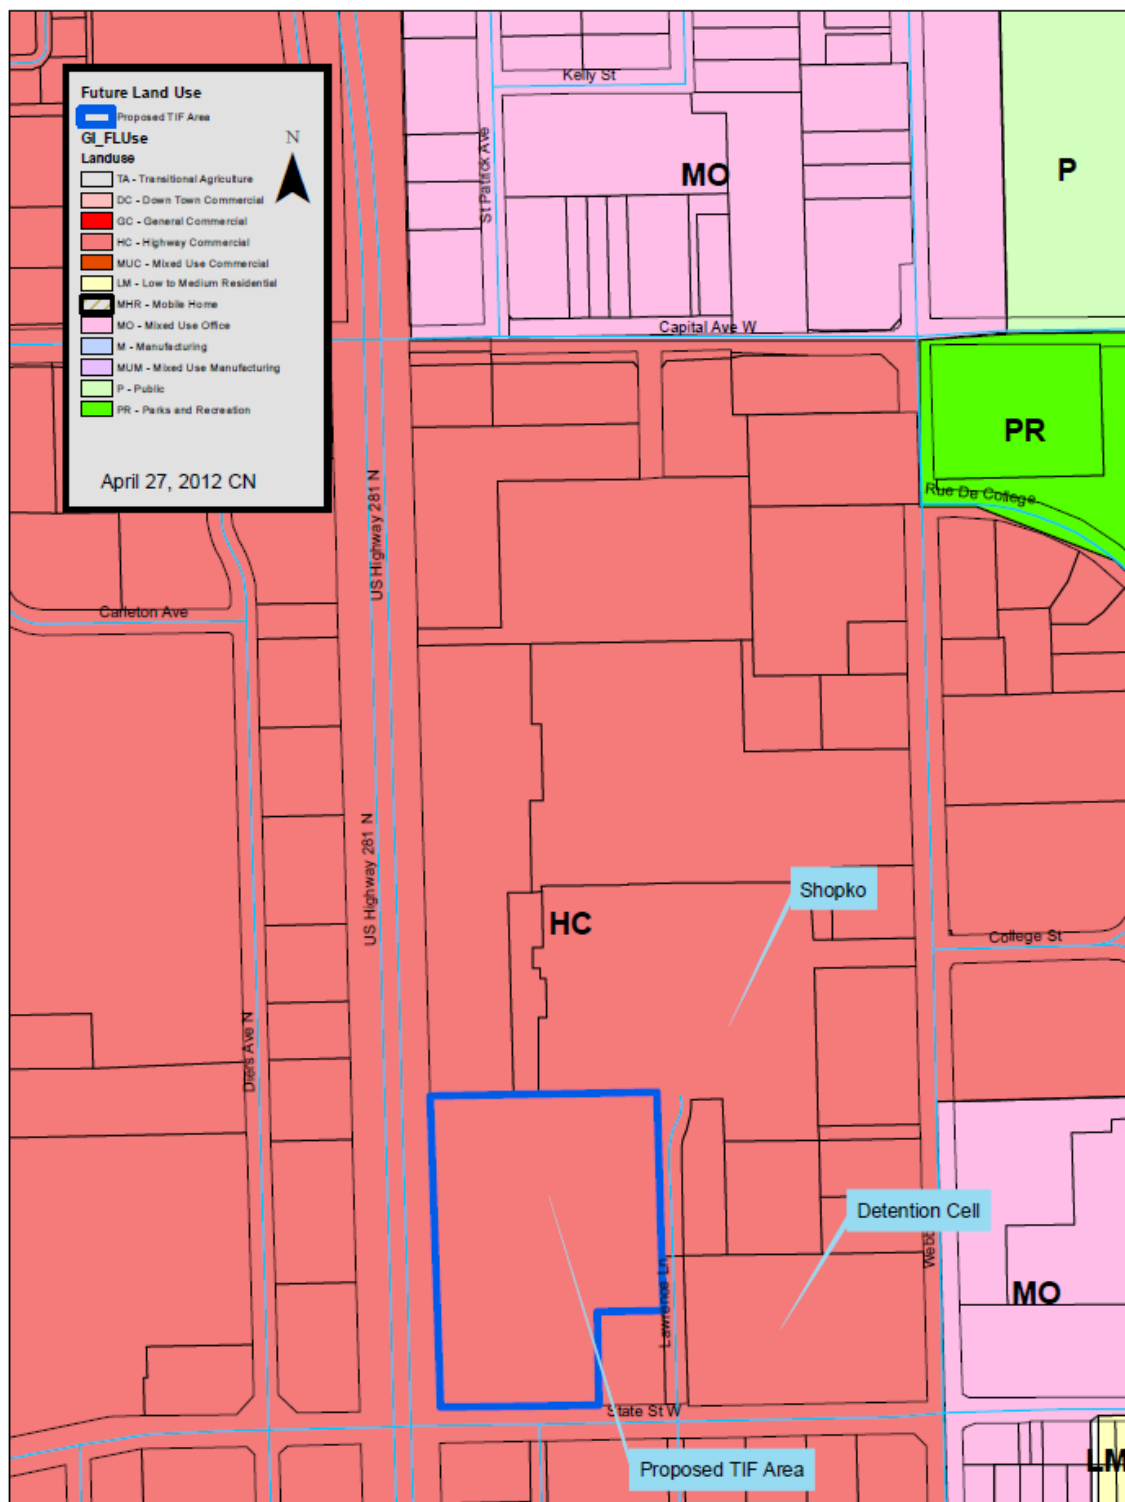 Future Land Use
Proposed TIF Area
GI_FLUse
Landuse
N
TA - Transitional Agriculture
DC - Down Town Commercial
GC - General Commercial
HC - Highway Commercial
MUC - Mixed Use Commercial
LM - Low to Medium Residential
MHR - Mobile Home
MO - Mixed Use Office
M - Manufacturing
MUM - Mixed Use Manufacturing
P - Public
PR - Parks and Recreation
April 27, 2012 CN
Kelly St
St Patrick Ave
MO
P
Capital Ave W
PR
Rue De College
US Highway 281 N
Carleton Ave
US Highway 281 N
Shopko
HC
College St
Diers Ave N
Detention Cell
Webb
Lawrence Ln
MO
State St W
LM
Proposed TIF Area